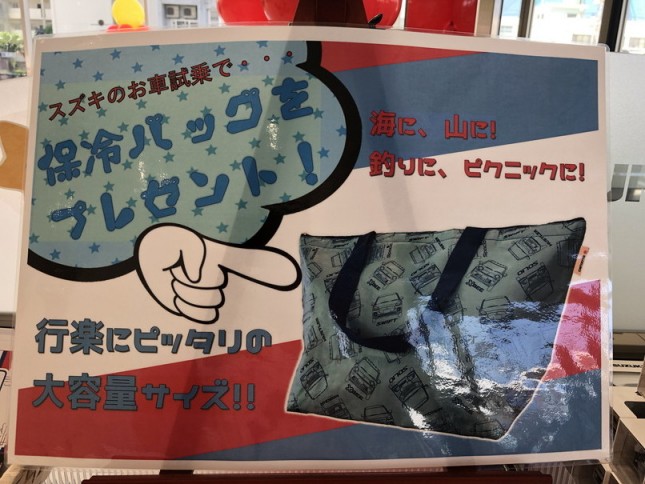 スズキのお車試乗で・・・
保冷バッグを
プレゼント!
海に、山に!
釣りに、ピクニックに!
行楽にピッタリの
大容量サイズ!!